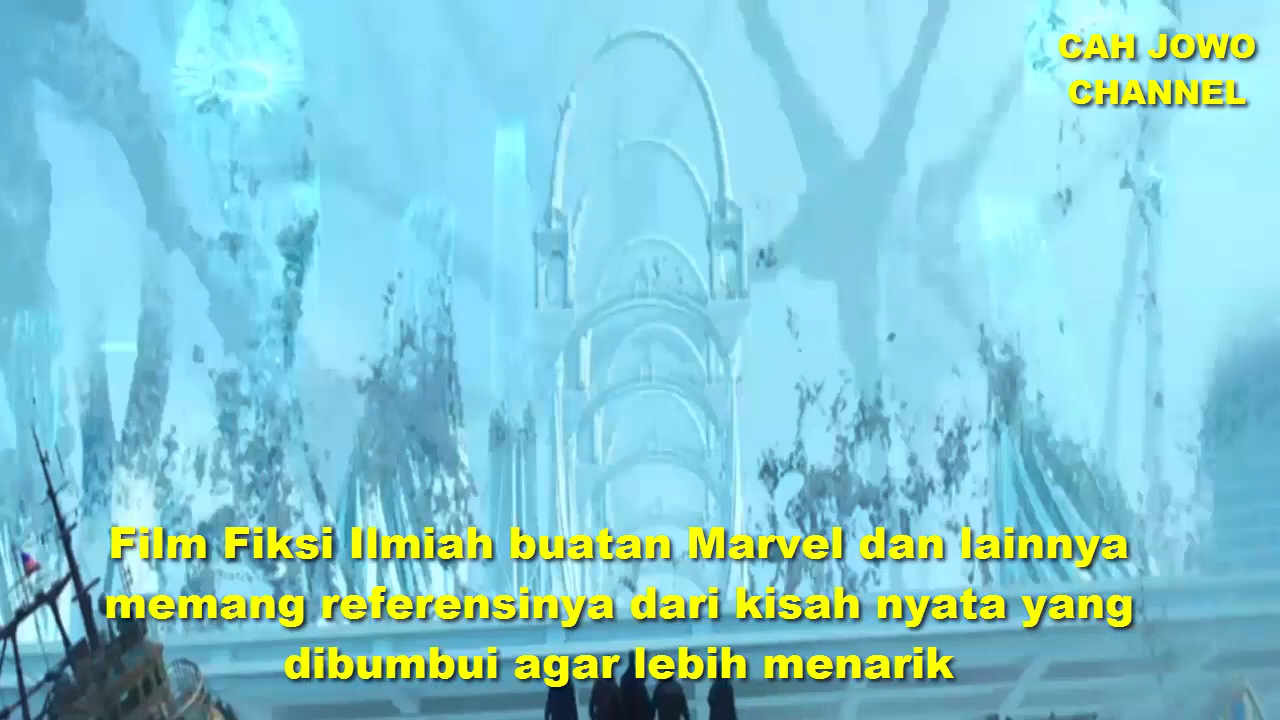 CAH JOWO
CHANNEL
Film Fiksi Ilmiah buatan Marvel dan lainnya
memang referensinya dari kisah nyata yang
dibumbui agar lebih menarik